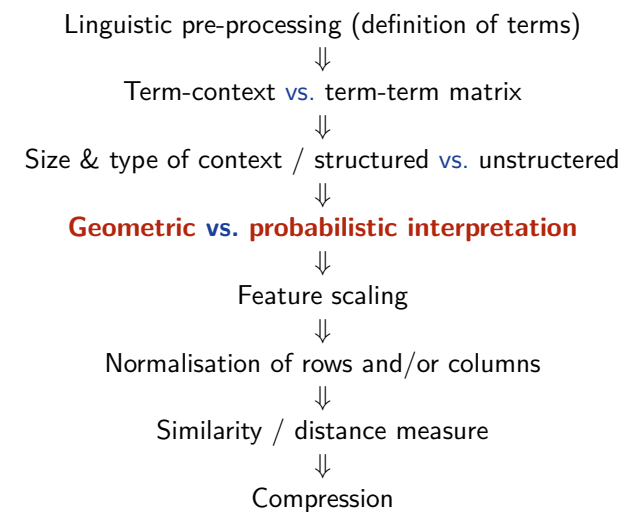 Linguistic pre-processing (definition of terms)
⇓
Term-context vs. term-term matrix
⇓
Size & type of context / structured vs. unstructered
⇓
Geometric vs. probabilistic interpretation
⇓
Feature scaling
⇓
Normalisation of rows and/or columns
⇓
Similarity / distance measure
⇓
Compression